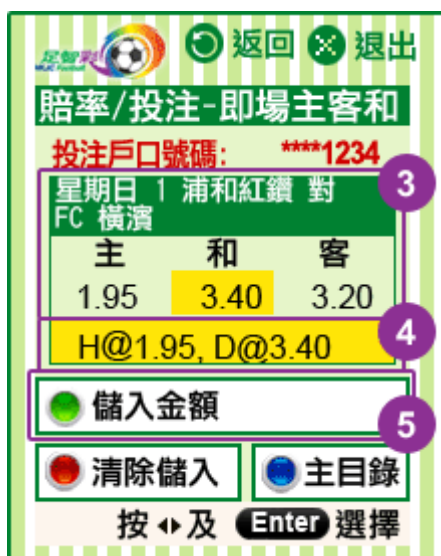 足智彩
HKJC Football
返回 退出
賠率/投注-即場主客和
投注戶口號碼: ****1234
3
星期日 1 浦和紅鑽 對
FC 橫濱
主 和 客
1.95 3.40 3.20
4
H@1.95, D@3.40
儲入金額
5
清除儲入 主目錄
按 及 Enter 選擇